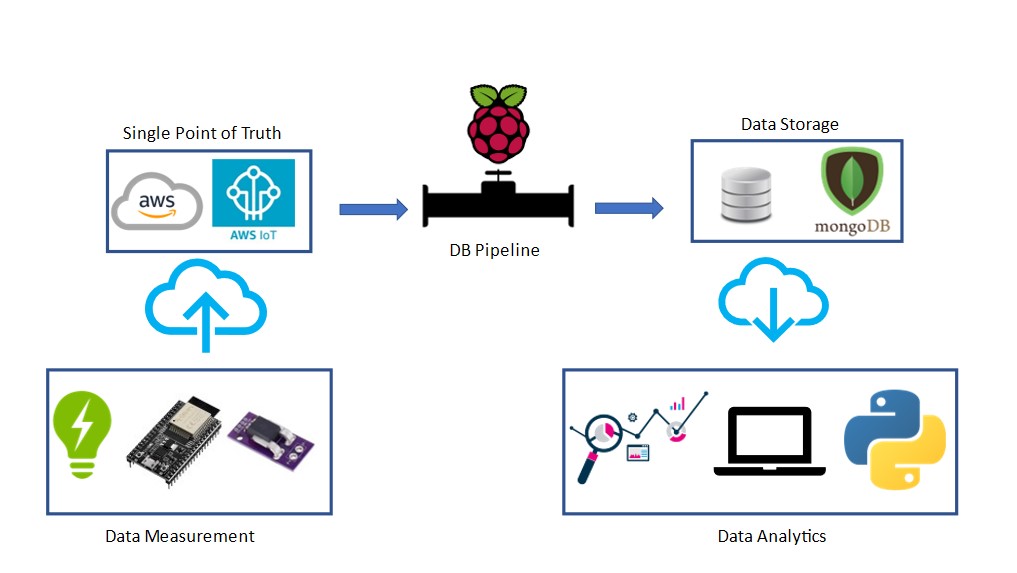 Single Point of Truth
aws
AWS IoT
DB Pipeline
Data Storage
mongoDB
Data Measurement
Data Analytics